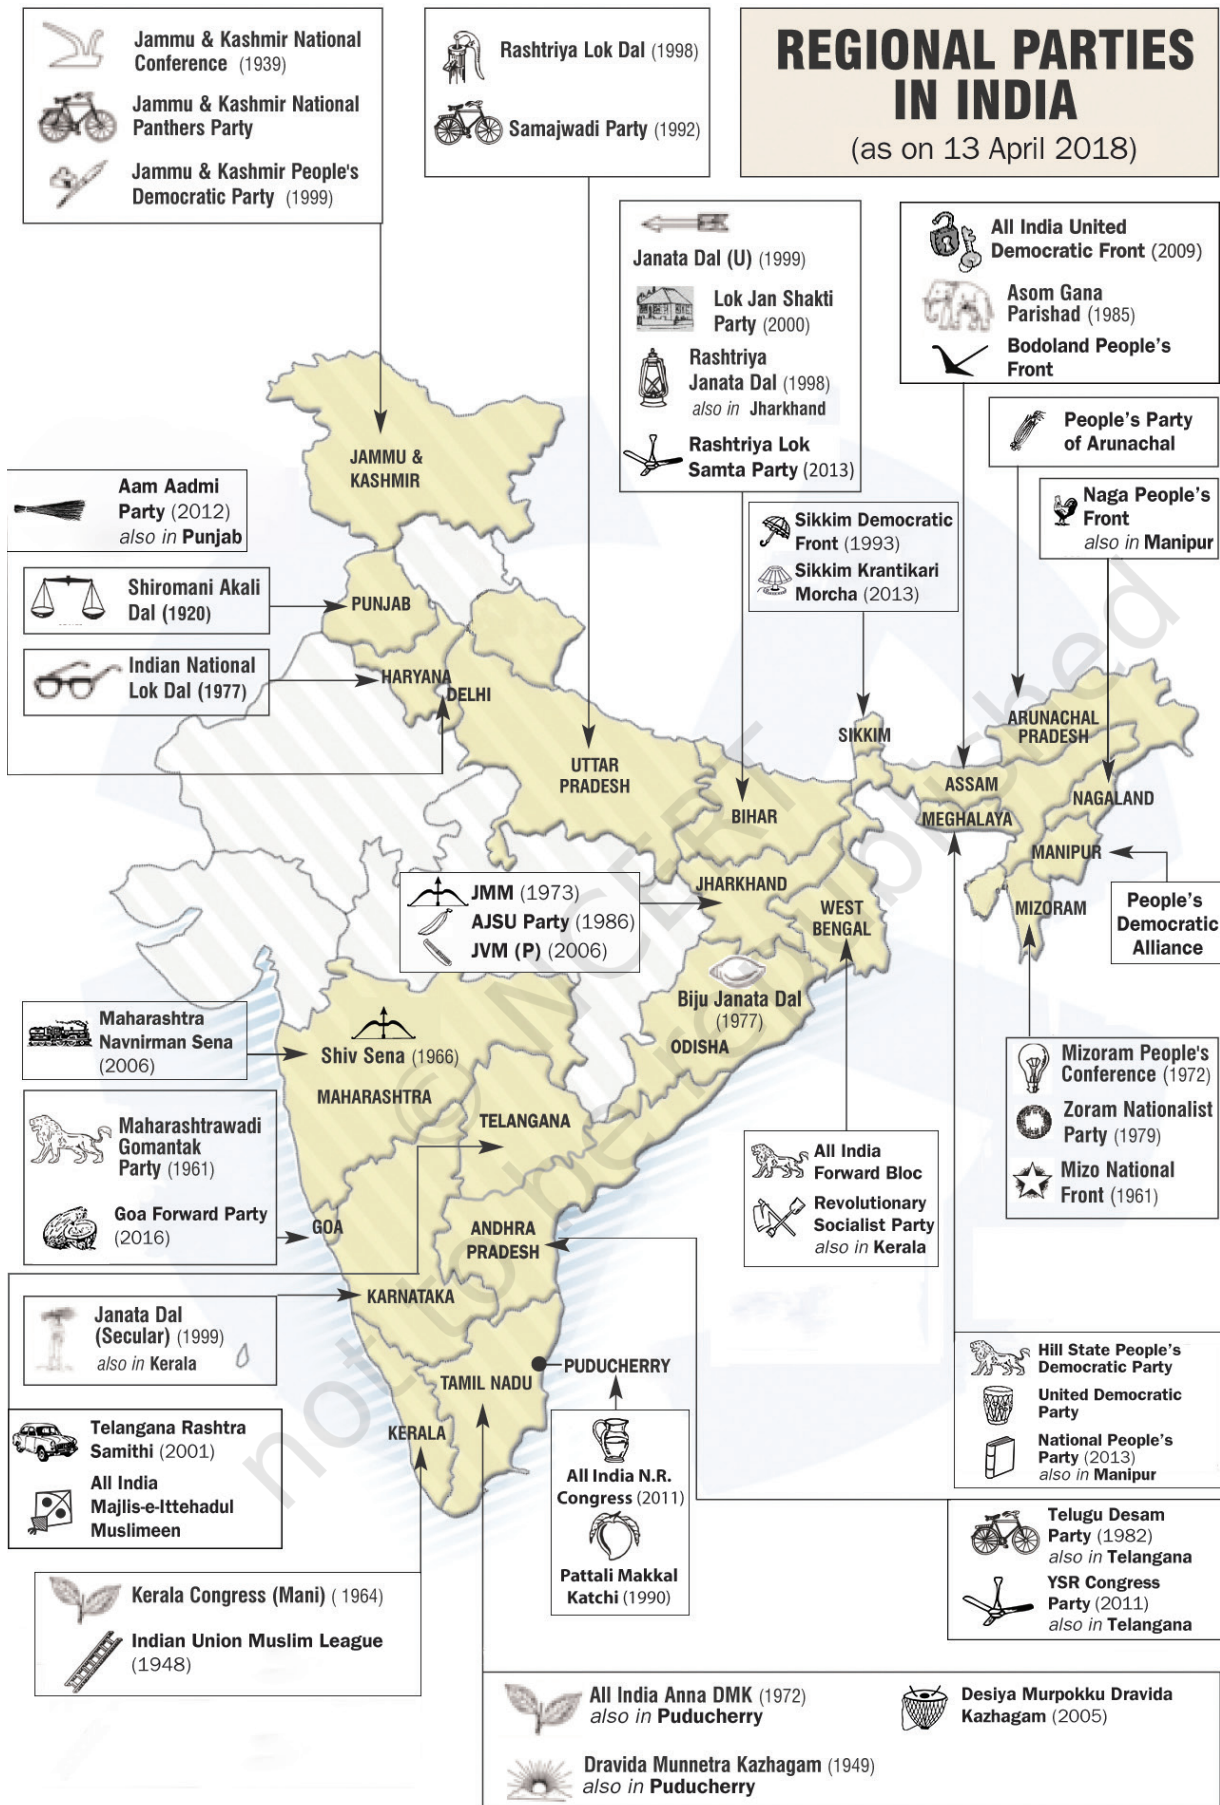 REGIONAL PARTIES
IN INDIA
(as on 13 April 2018)
Jammu & Kashmir National
Conference (1939)
Jammu & Kashmir National
Panthers Party
Jammu & Kashmir People's
Democratic Party (1999)
Rashtriya Lok Dal (1998)
Samajwadi Party (1992)
Janata Dal (U) (1999)
Lok Jan Shakti
Party (2000)
Rashtriya
Janata Dal (1998)
also in Jharkhand
Rashtriya Lok
Samta Party (2013)
All India United
Democratic Front (2009)
Asom Gana
Parishad (1985)
Bodoland People's
Front
People's Party
of Arunachal
Naga People's
Front
also in Manipur
Sikkim Democratic
Front (1993)
Sikkim Krantikari
Morcha (2013)
Aam Aadmi
Party (2012)
also in Punjab
Shiromani Akali
Dal (1920)
Indian National
Lok Dal (1977)
JAMMU &
KASHMIR
PUNJAB
HARYANA
DELHI
UTTAR
PRADESH
BIHAR
SIKKIM
ARUNACHAL
PRADESH
ASSAM
NAGALAND
MEGHALAYA
MANIPUR
MIZORAM
JHARKHAND
WEST
BENGAL
People's
Democratic
Alliance
JMM (1973)
AJSU Party (1986)
JVM (P) (2006)
Biju Janata Dal
(1977)
ODISHA
Maharashtra
Navnirman Sena
(2006)
Shiv Sena (1966)
MAHARASHTRA
TELANGANA
Maharashtrawadi
Gomantak
Party (1961)
Goa Forward Party
(2016)
GOA
ANDHRA
PRADESH
KARNATAKA
Mizoram People's
Conference (1972)
Zoram Nationalist
Party (1979)
Mizo National
Front (1961)
All India
Forward Bloc
Revolutionary
Socialist Party
also in Kerala
Janata Dal
(Secular) (1999)
also in Kerala
PUDUCHERRY
TAMIL NADU
KERALA
Hill State People's
Democratic Party
United Democratic
Party
National People's
Party (2013)
also in Manipur
Telangana Rashtra
Samithi (2001)
All India
Majlis-e-Ittehadul
Muslimeen
All India N.R.
Congress (2011)
Pattali Makkal
Katchi (1990)
Telugu Desam
Party (1982)
also in Telangana
YSR Congress
Party (2011)
also in Telangana
Kerala Congress (Mani) ( 1964)
Indian Union Muslim League
(1948)
All India Anna DMK (1972)
also in Puducherry
Desiya Murpokku Dravida
Kazhagam (2005)
Dravida Munnetra Kazhagam (1949)
also in Puducherry
© NCERT
not to be republished